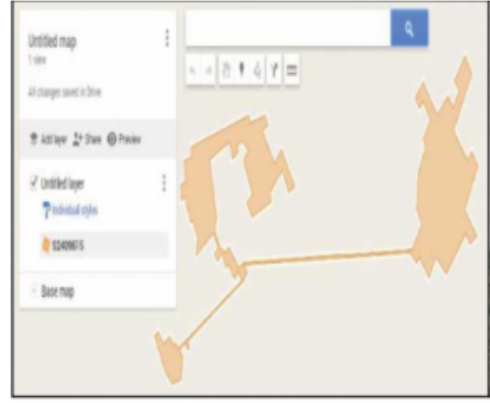 Untitled map
1 view
All changes saved in Drive
Add layer Share Preview
Untitled layer
Individual styles
Base map